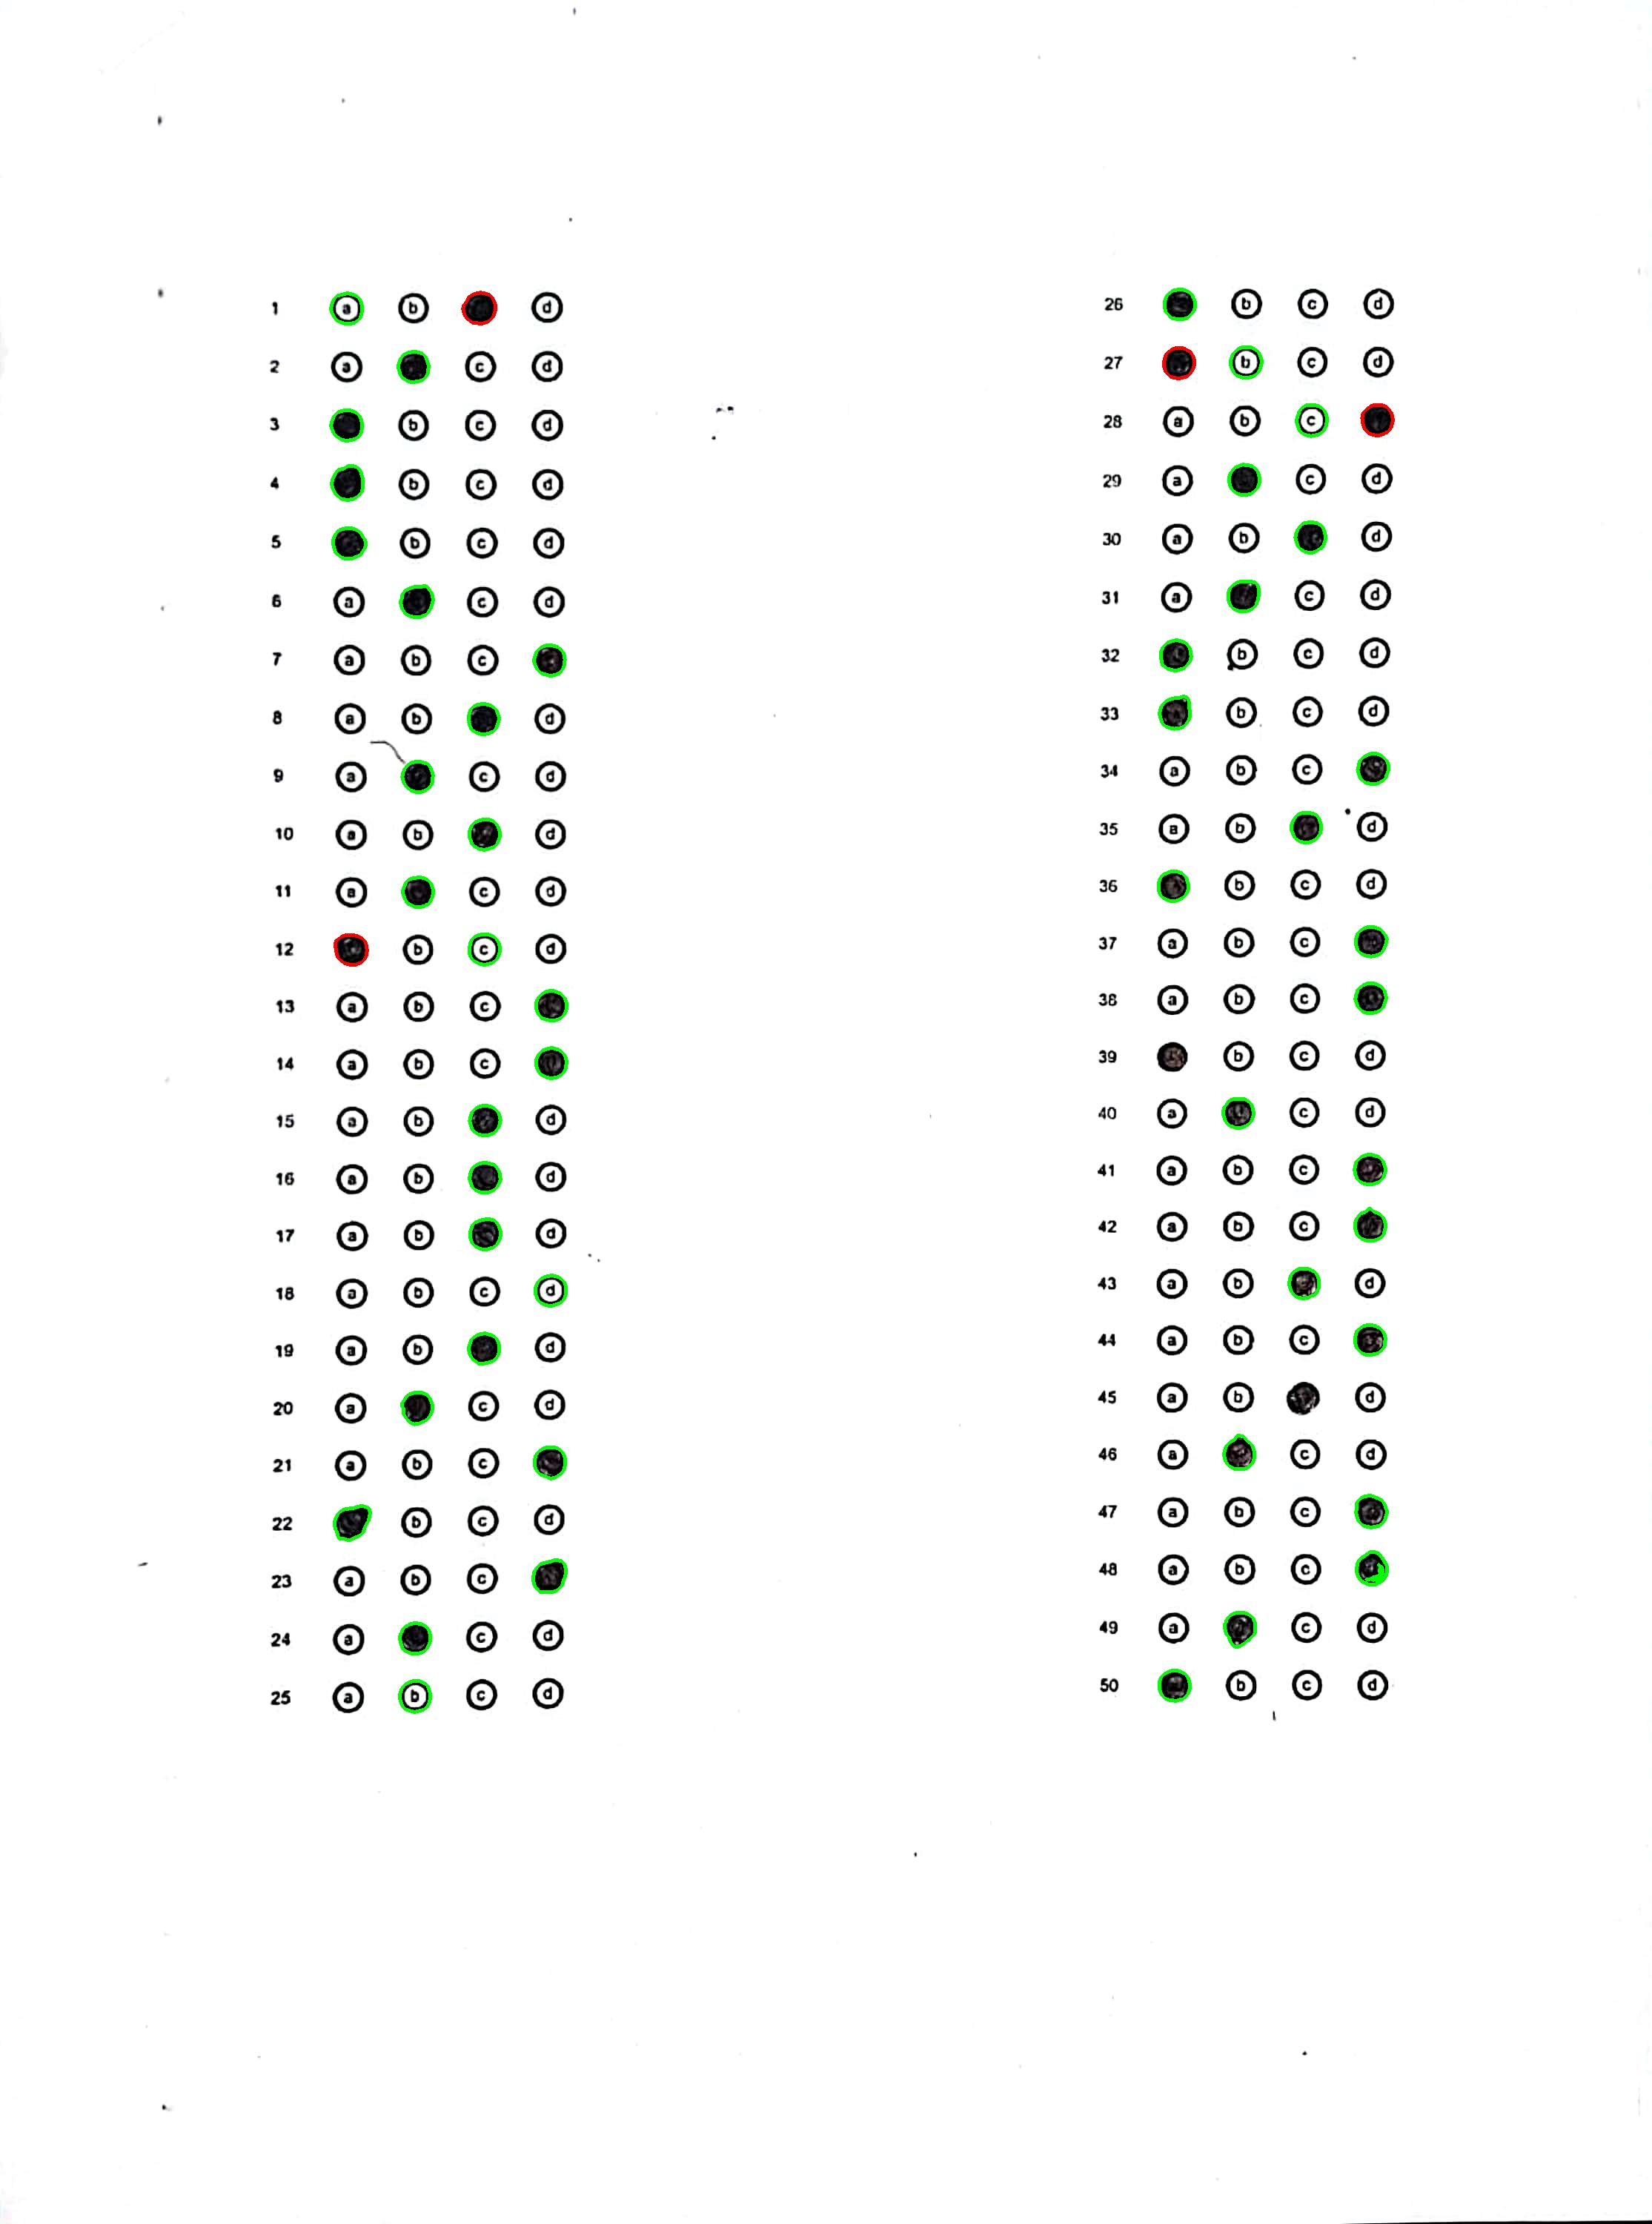 1 a b d
2 a c d
3 b c d
4 b c d
5 b c d
6 a c d
7 a b c
8 a b d
9 a c d
10 a b d
11 a c d
12 b c d
13 a b c
14 a b c
15 a b d
16 a b d
17 a b d
18 a b c d
19 a b d
20 a c d
21 a b c
22 b c d
23 a b c
24 a c d
25 a b c d
26 b c d
27 b c d
28 a b c
29 a c d
30 a b d
31 a c d
32 b c d
33 b c d
34 a b c
35 a b d
36 b c d
37 a b c
38 a b c
39 b c d
40 a c d
41 a b c
42 a b c
43 a b d
44 a b c
45 a b d
46 a c d
47 a b c
48 a b c
49 a c d
50 b c d